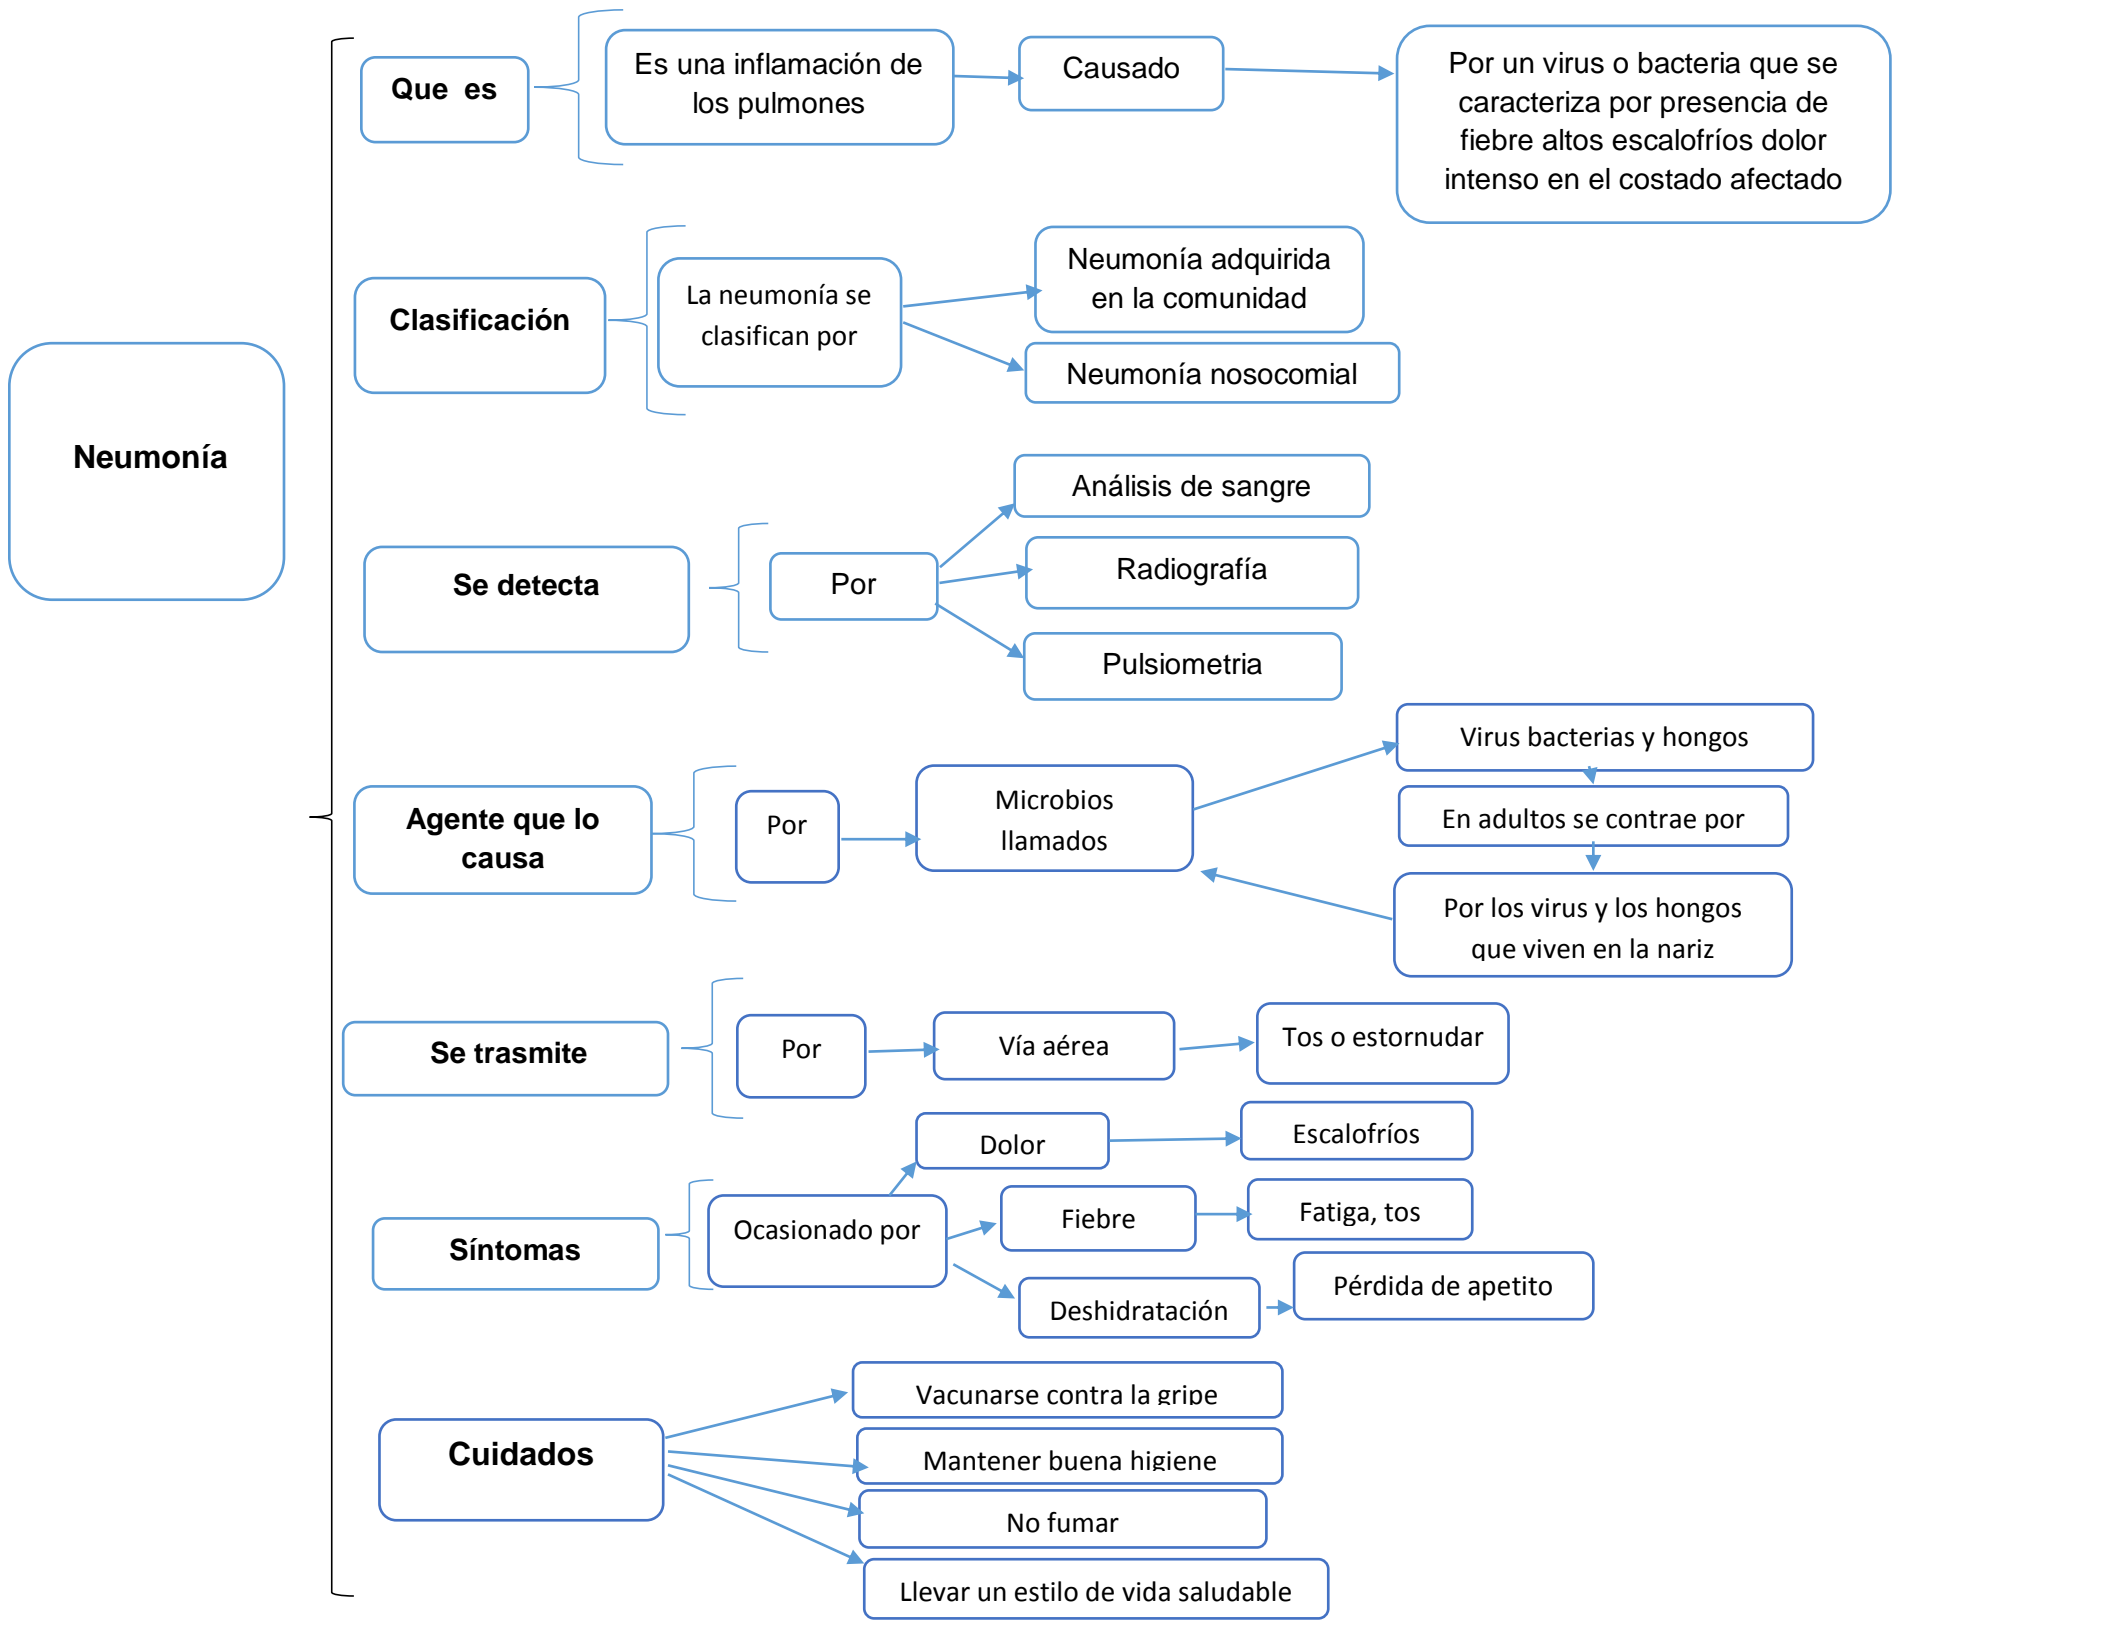 Neumonía
Que es
Es una inflamación de
los pulmones
Causado
Por un virus o bacteria que se
caracteriza por presencia de
fiebre altos escalofríos dolor
intenso en el costado afectado
Clasificación
La neumonía se
clasifican por
Neumonía adquirida
en la comunidad
Neumonía nosocomial
Se detecta
Por
Análisis de sangre
Radiografía
Pulsiometria
Agente que lo
causa
Por
Microbios
llamados
Virus bacterias y hongos
En adultos se contrae por
Por los virus y los hongos
que viven en la nariz
Se trasmite
Por
Vía aérea
Tos o estornudar
Síntomas
Ocasionado por
Dolor
Escalofríos
Fiebre
Fatiga, tos
Deshidratación
Pérdida de apetito
Cuidados
Vacunarse contra la gripe
Mantener buena higiene
No fumar
Llevar un estilo de vida saludable